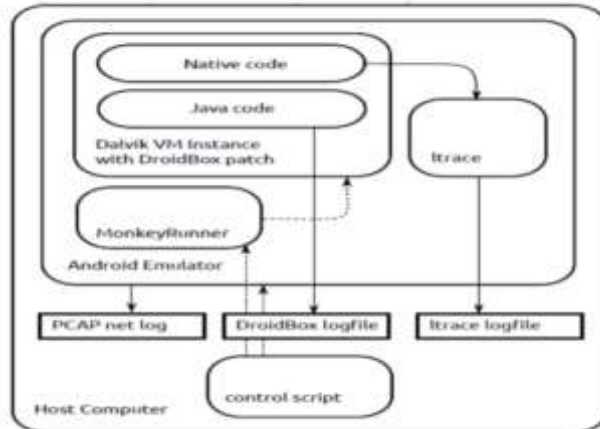 Native code
Java code
Dalvik VM Instance
with DroidBox patch
ltrace
MonkeyRunner
Android Emulator
PCAP net log
DroidBox logfile
ltrace logfile
control script
Host Computer